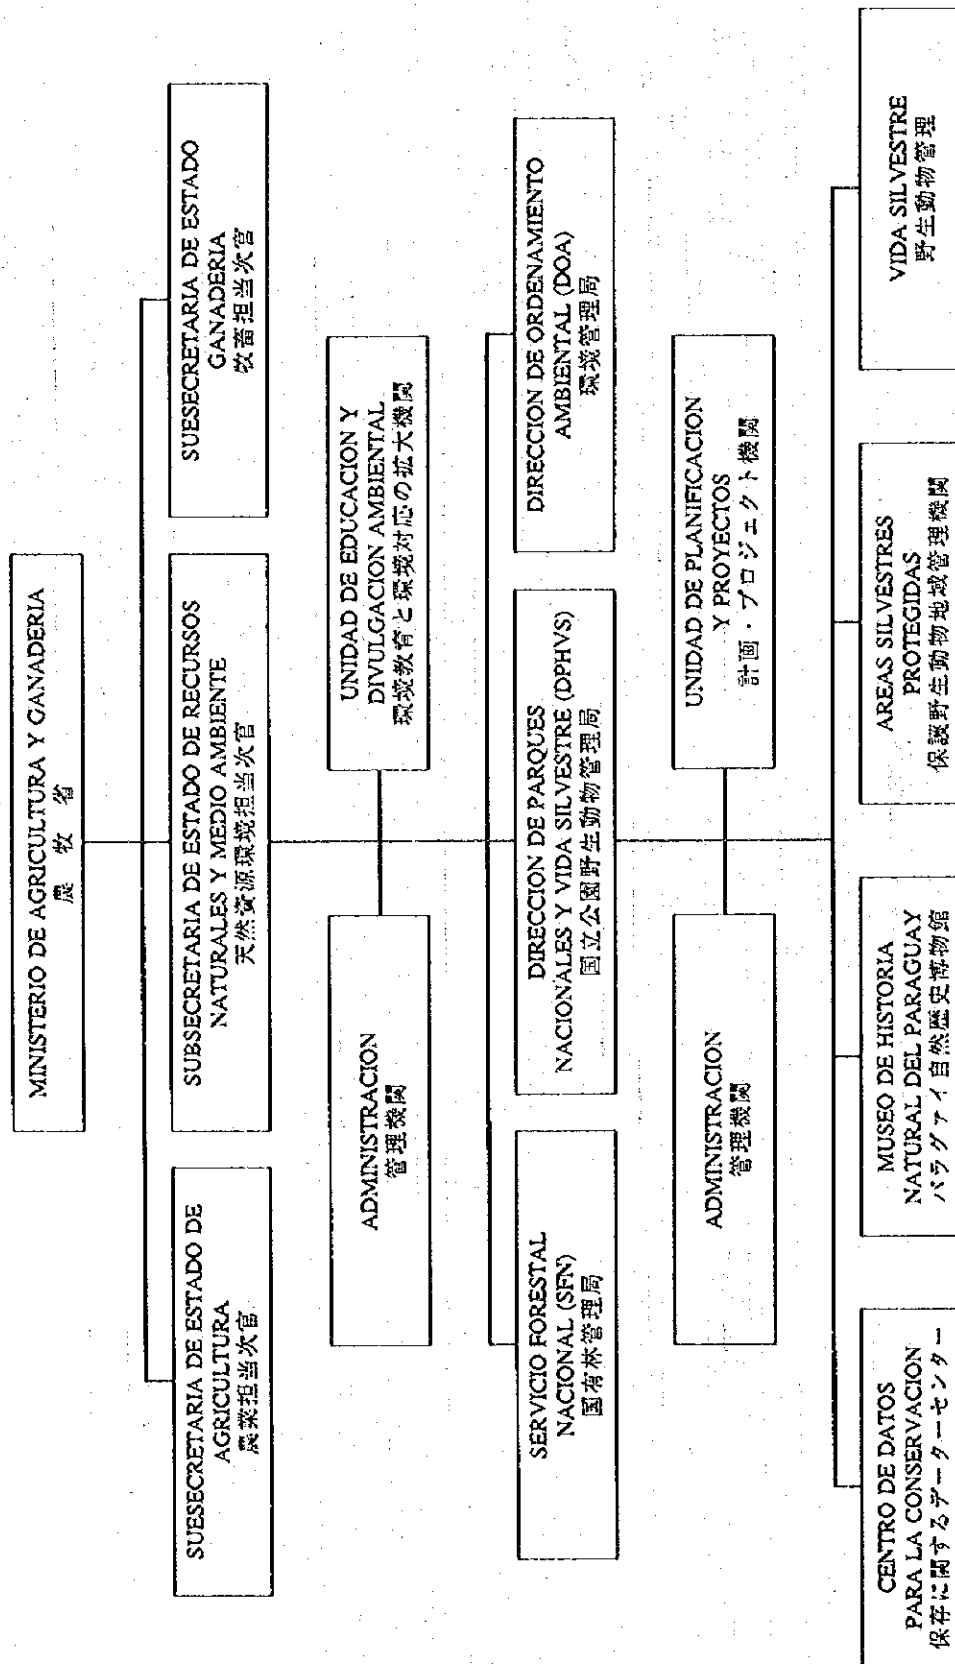 MINISTERIO DE AGRICULTURA Y GANADERIA
農 牧 省
SUESECRETARIA DE ESTADO DE
AGRICULTURA
農業担当次官
SUBSECRETARIA DE ESTADO DE RECURSOS
NATURALES Y MEDIO AMBIENTE
天然資源環境担当次官
SUESECRETARIA DE ESTADO
GANADERIA
牧畜担当次官
ADMINISTRACION
管理機関
UNIDAD DE EDUCACION Y
DIVULGACION AMBIENTAL
環境教育と環境対応の拡大機関
SERVICIO FORESTAL
NACIONAL (SFN)
国有林管理局
DIRECCION DE PARQUES
NACIONALES Y VIDA SILVESTRE (DPHVS)
国立公園野生動物管理局
DIRECCION DE ORDENAMIENTO
AMBIENTAL (DOA)
環境管理局
ADMINISTRACION
管理機関
UNIDAD DE PLANIFICACION
Y PROYECTOS
計画・プロジェクト機関
CENTRO DE DATOS
PARA LA CONSERVACION
保存に関するデーターセンター
MUSEO DE HISTORIA
NATURAL DEL PARAGUAY
パラグァイ自然歴史博物館
AREAS SILVESTRES
PROTEGIDAS
保護野生動物地域管理機関
VIDA SILVESTRE
野生動物管理